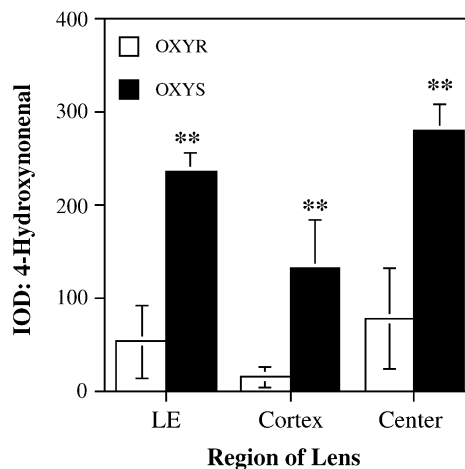 400
300
200
100
0
OXYR
OXYS
**
**
**
IOD: 4-Hydroxynonenal
LE Cortex Center
Region of Lens